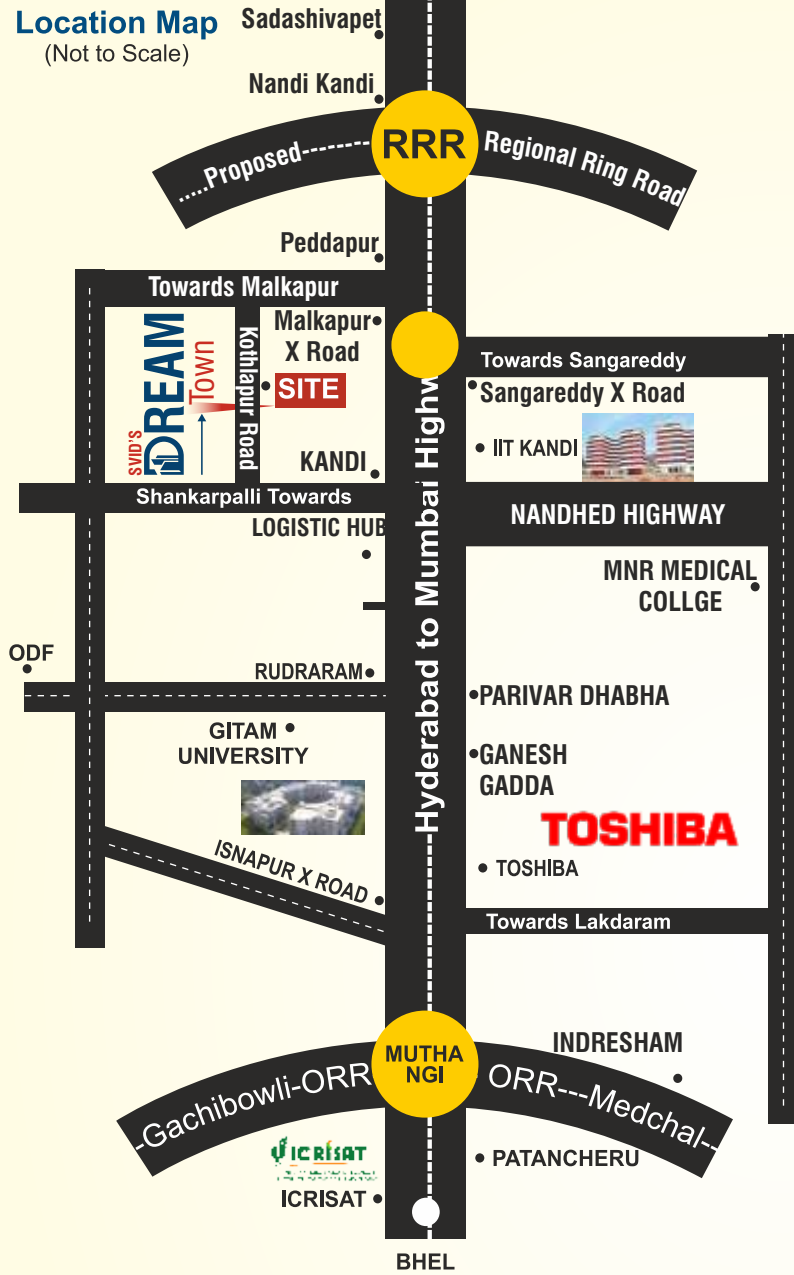 Location Map
(Not to Scale)
Sadashivapet
Nandi Kandi
.....Proposed--------
RRR
Regional Ring Road
Peddapur
Towards Malkapur
Malkapur
X Road
Kothlapur Road
SVID'S
DREAM
Town
SITE
Towards Sangareddy
Sangareddy X Road
IIT KANDI
KANDI
Shankarpalli Towards
NANDHED HIGHWAY
Hyderabad to Mumbai Highw
LOGISTIC HUB
MNR MEDICAL
COLLGE
ODF
RUDRARAM
PARIVAR DHABHA
GITAM
UNIVERSITY
GANESH
GADDA
TOSHIBA
TOSHIBA
ISNAPUR X ROAD
Towards Lakdaram
INDRESHAM
MUTHA
NGI
-Gachibowli-ORR
ORR---Medchal--
ICRISAT
ICRISAT
PATANCHERU
BHEL